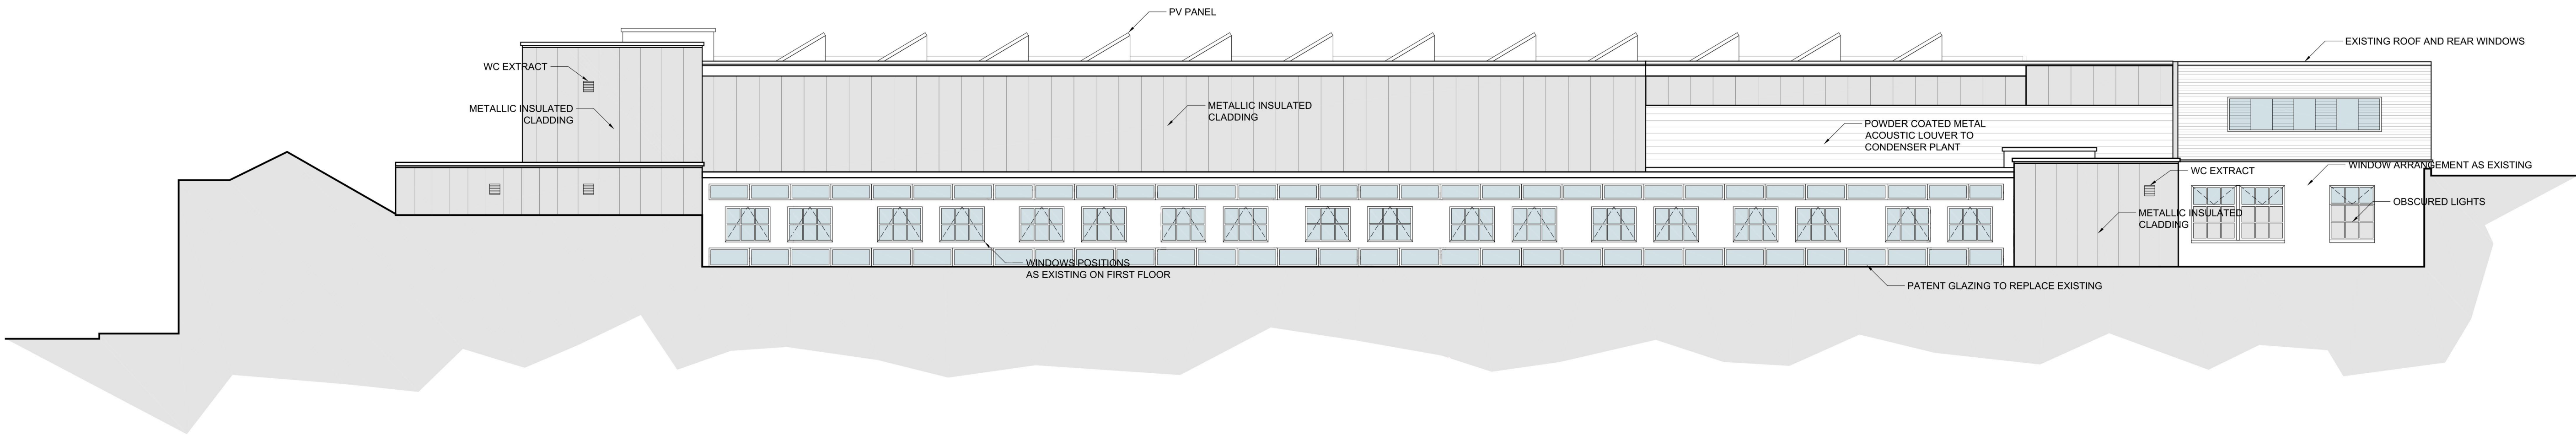 PV PANEL
EXISTING ROOF AND REAR WINDOWS
WC EXTRACT
METALLIC INSULATED
CLADDING
METALLIC INSULATED
CLADDING
POWDER COATED METAL
ACOUSTIC LOUVER TO
CONDENSER PLANT
WINDOW ARRANGEMENT AS EXISTING
WC EXTRACT
OBSCURED LIGHTS
METALLIC INSULATED
CLADDING
WINDOWS POSITIONS
AS EXISTING ON FIRST FLOOR
PATENT GLAZING TO REPLACE EXISTING